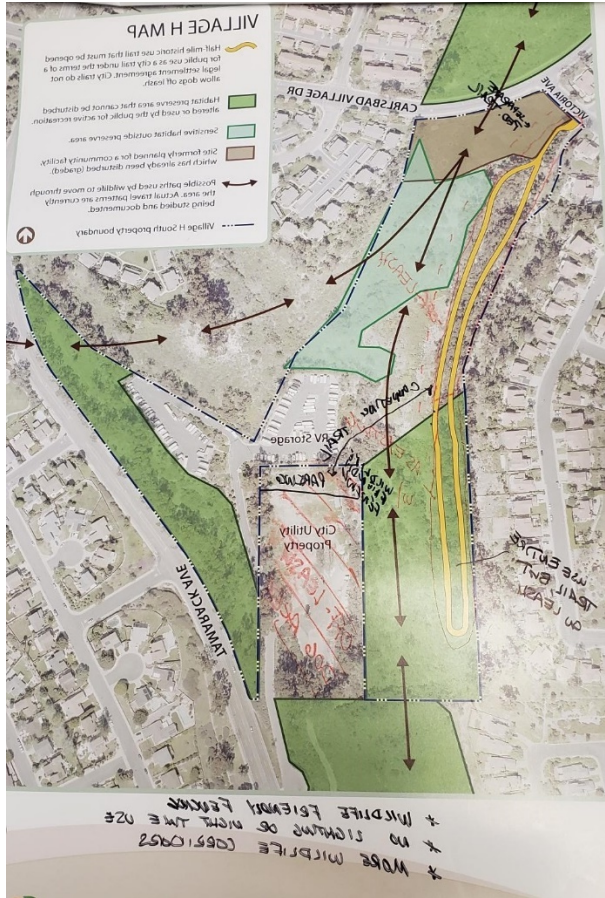 VILLAGE H MAP
Half-mile historic use trail that must be opened
for public use as a city trail under the terms of a
legal settlement agreement. City trails do not
allow dogs off leash.
Habitat preserve area that cannot be disturbed
altered or used by the public for active recreation.
Sensitive habitat outside preserve area.
Site formerly planned for a community facility,
which has already been disturbed (graded).
Possible paths used by wildlife to move through
the area. Actual travel patterns are currently
being studied and documented.
Village H South property boundary
CARLSBAD VILLAGE DR
VICTORIA AVE
LEASH
RV Storage
TRAIL
PARKING
City Utility
Property
OFF-LEASH
TAMARACK AVE
USE ENTIRE
TRAIL BUT
ON LEASH
* WILDLIFE FRIENDLY FENCING
* NO LIGHTING OR NIGHT TIME USE
* MORE WILDLIFE CORRIDORS